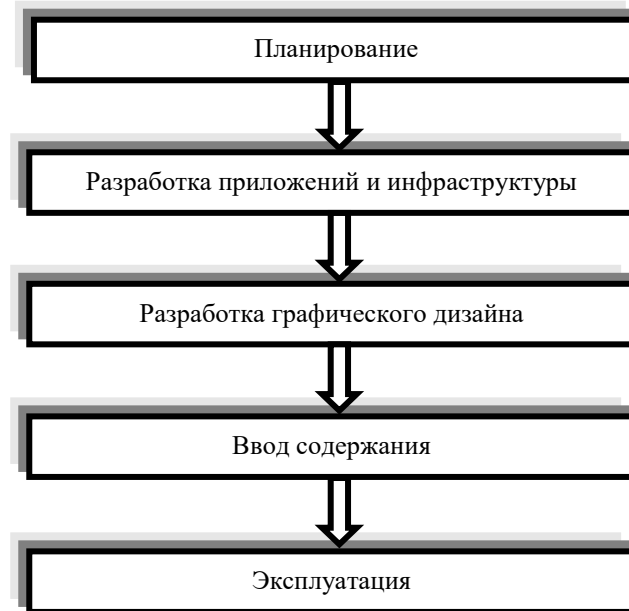 Планирование
Разработка приложений и инфраструктуры
Разработка графического дизайна
Ввод содержания
Эксплуатация